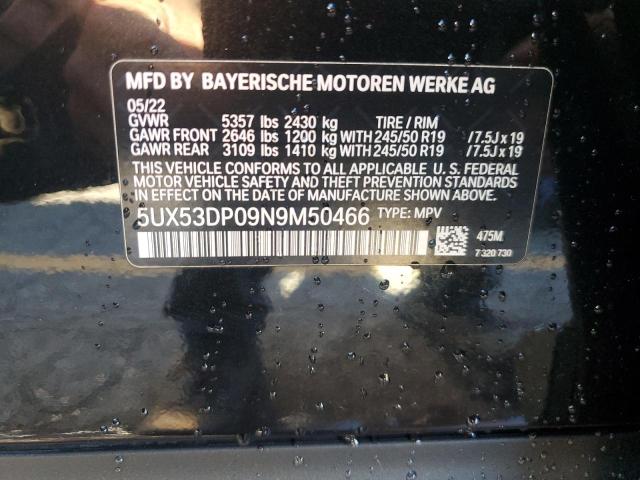 MFD BY BAYERISCHE MOTOREN WERKE AG
05/22
GVWR 5357 lbs 2430 kg TIRE / RIM
GAWR FRONT 2646 lbs 1200 kg WITH 245/50 R19 /7.5J x 19
GAWR REAR 3109 lbs 1410 kg WITH 245/50 R19 /7.5J x 19
THIS VEHICLE CONFORMS TO ALL APPLICABLE U. S. FEDERAL
MOTOR VEHICLE SAFETY AND THEFT PREVENTION STANDARDS
IN EFFECT ON THE DATE OF MANUFACTURE SHOWN ABOVE.
5UX53DP09N9M50466 TYPE: MPV
475M
7 320 730